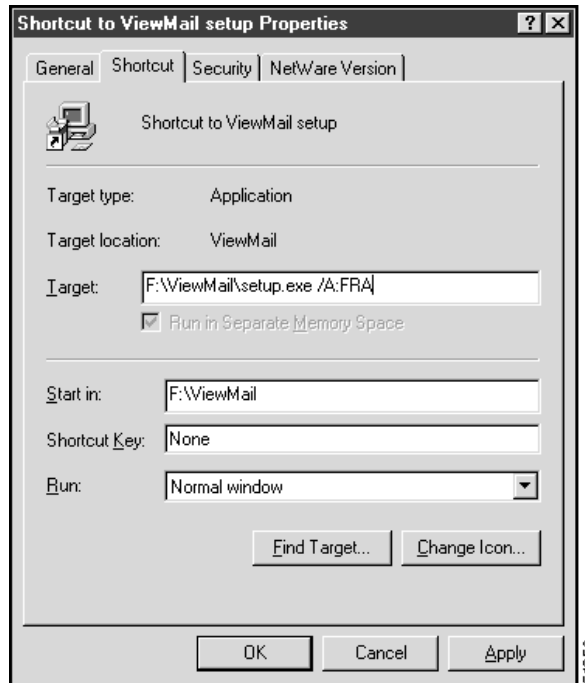 Shortcut to ViewMail setup Properties
General Shortcut Security NetWare Version
Shortcut to ViewMail setup
Target type: Application
Target location: ViewMail
Target: F:\ViewMail\setup.exe /A:FRA
Run in Separate Memory Space
Start in: F:\ViewMail
Shortcut Key: None
Run: Normal window
Find Target... Change Icon...
OK Cancel Apply